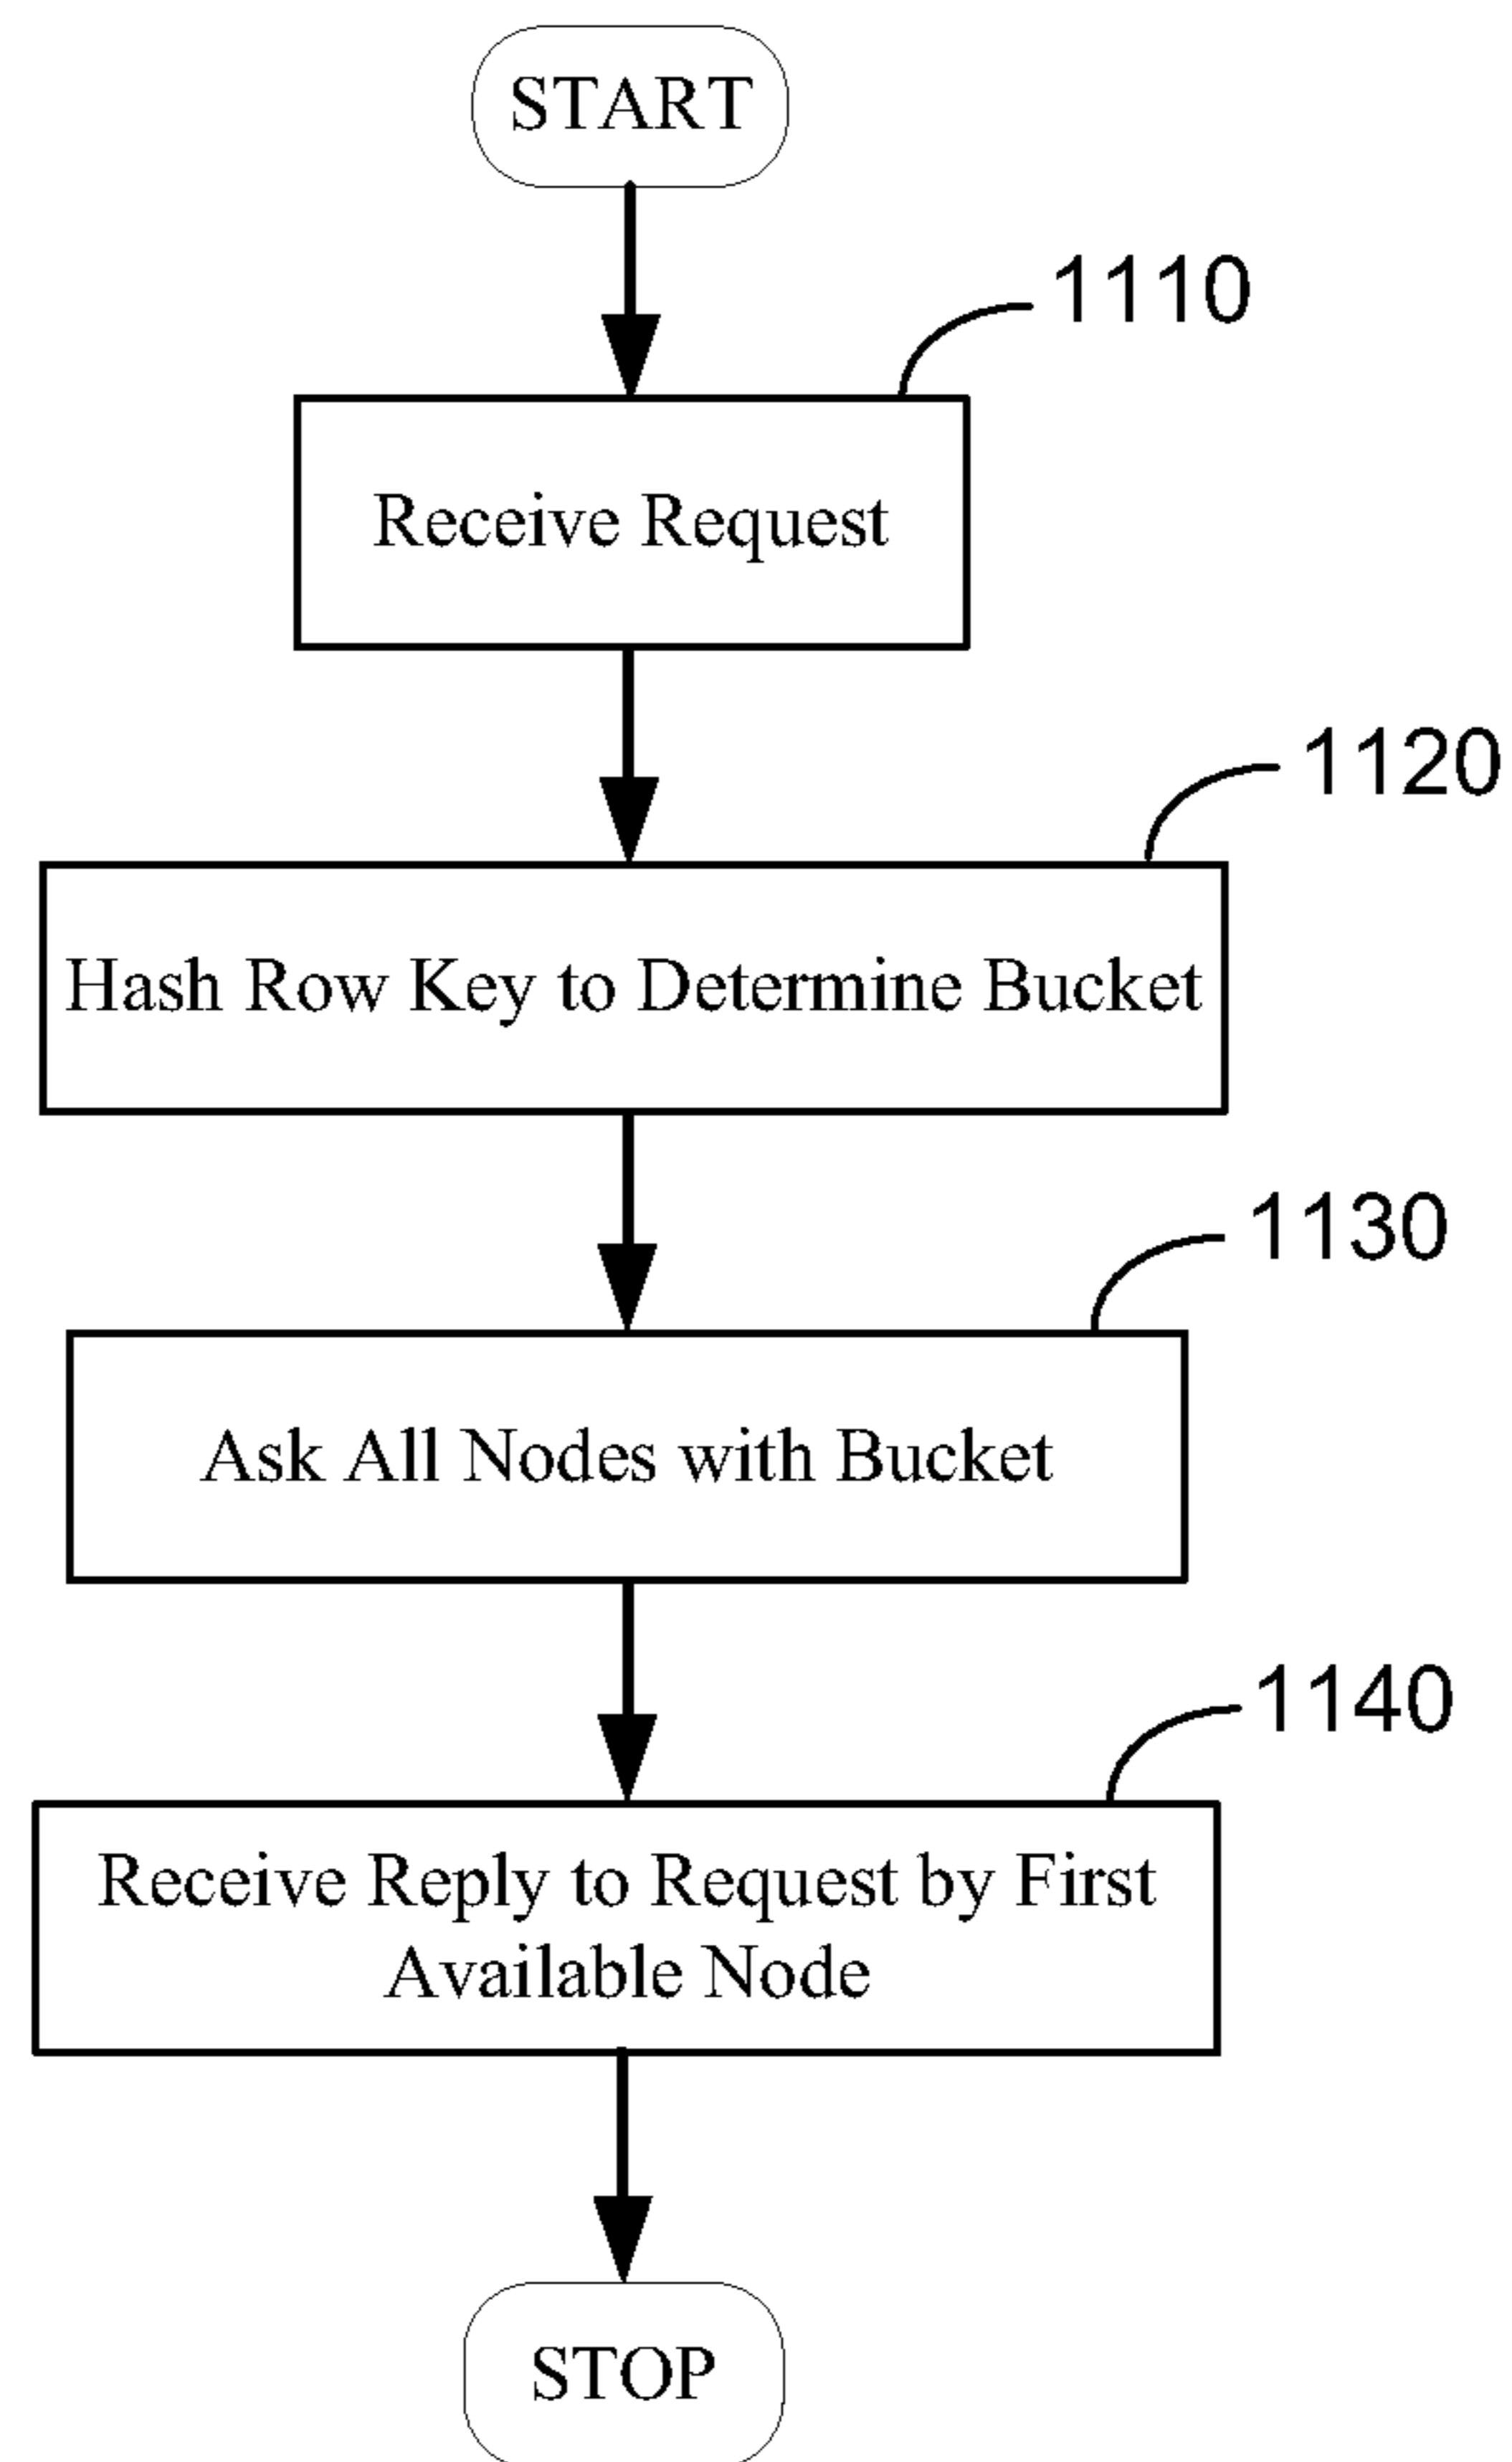 START
1110
Receive Request
1120
Hash Row Key to Determine Bucket
1130
Ask All Nodes with Bucket
1140
Receive Reply to Request by First
Available Node
STOP